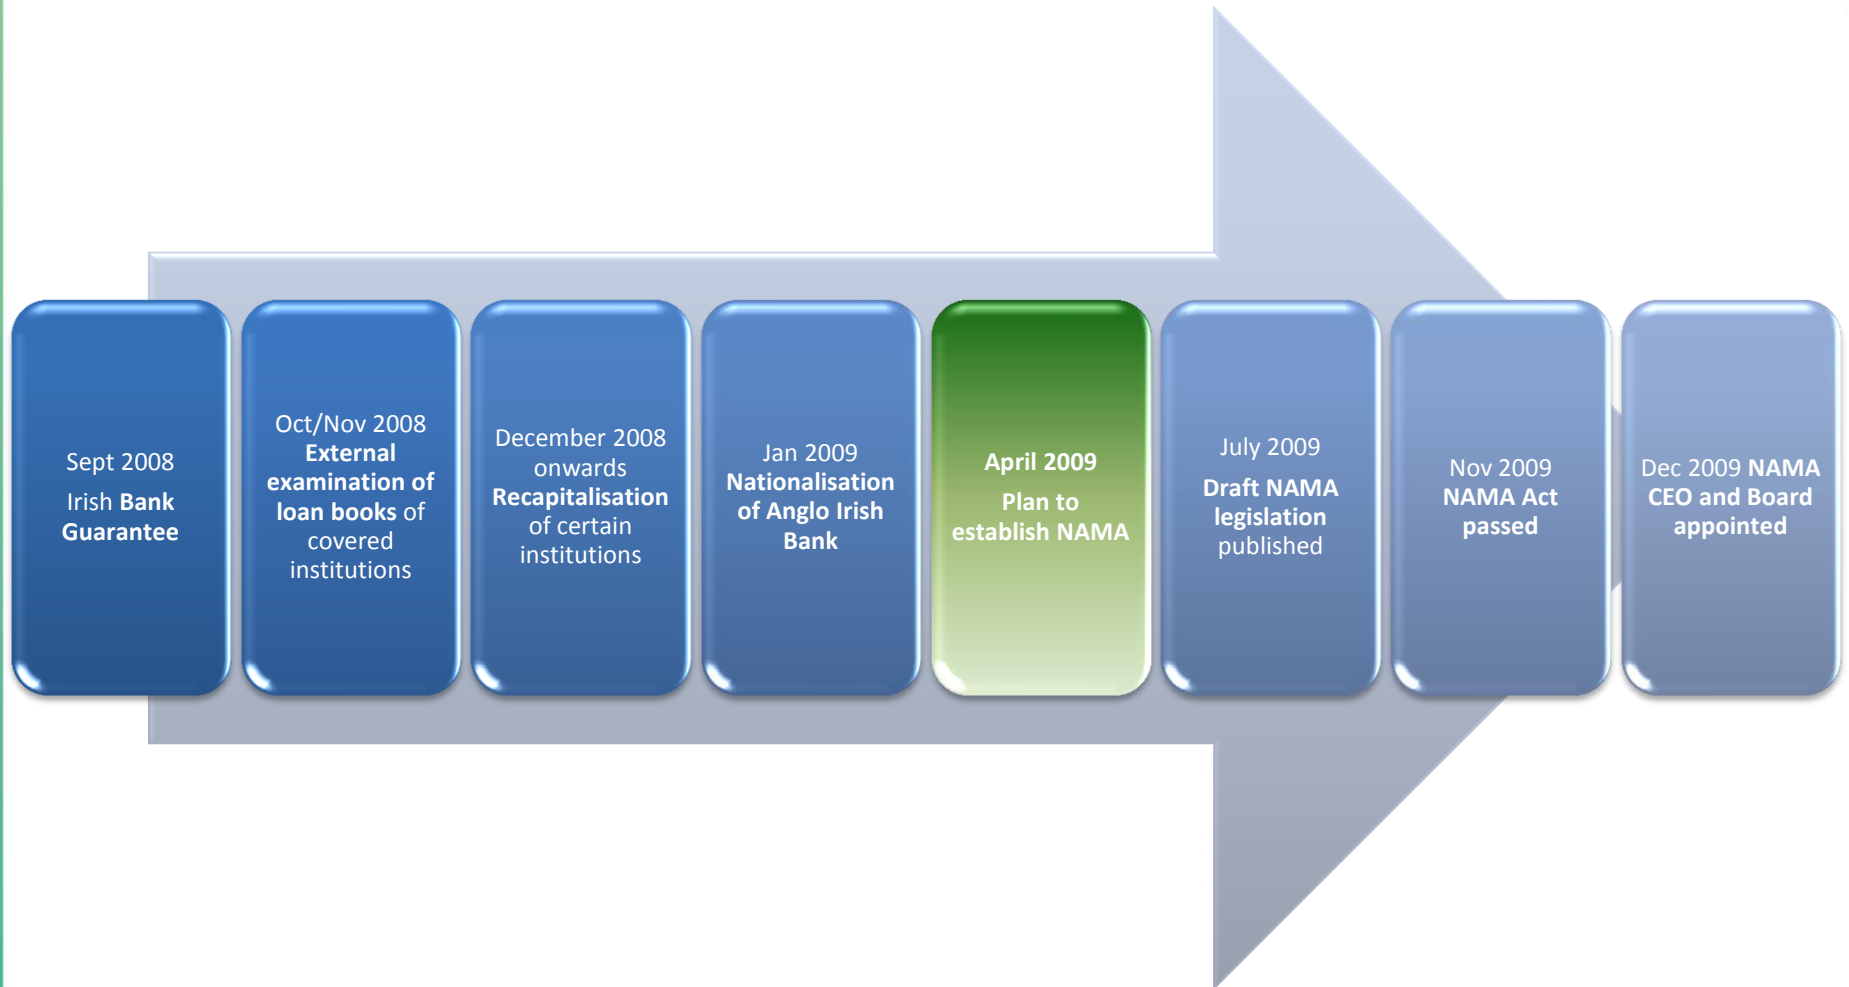 Sept 2008
Irish Bank
Guarantee
Oct/Nov 2008
External
examination of
loan books of
covered
institutions
December 2008
onwards
Recapitalisation
of certain
institutions
Jan 2009
Nationalisation
of Anglo Irish
Bank
April 2009
Plan to
establish NAMA
July 2009
Draft NAMA
legislation
published
Nov 2009
NAMA Act
passed
Dec 2009 NAMA
CEO and Board
appointed